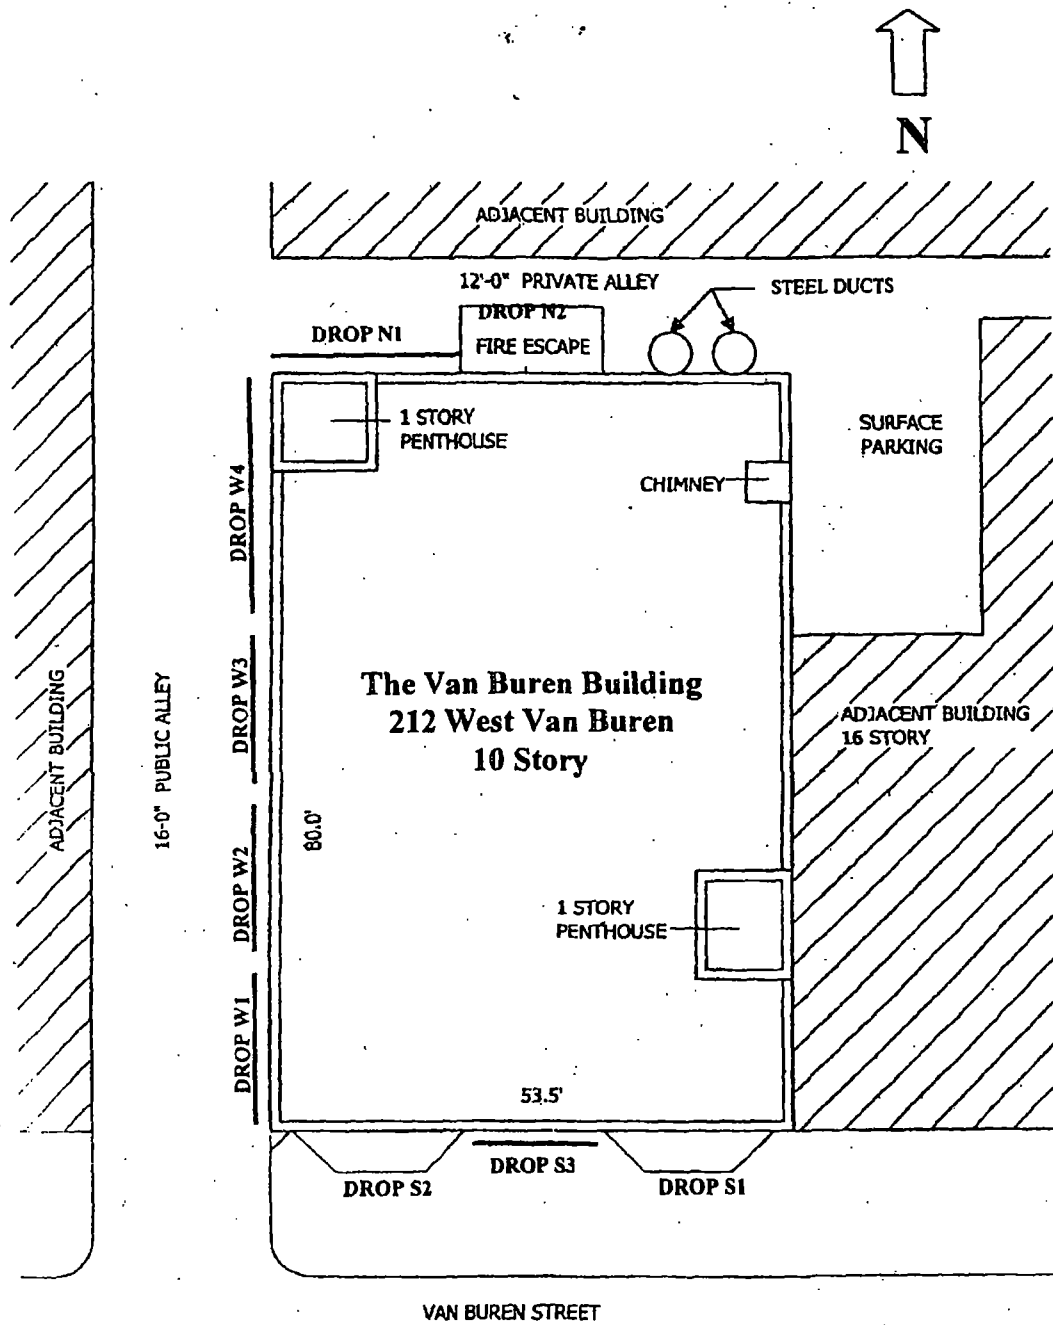 N
ADJACENT BUILDING
12'-0" PRIVATE ALLEY
STEEL DUCTS
DROP N2
DROP N1
FIRE ESCAPE
1 STORY
PENTHOUSE
SURFACE
PARKING
CHIMNEY
DROP W4
DROP W3
The Van Buren Building
212 West Van Buren
10 Story
ADJACENT BUILDING
16 STORY
ADJACENT BUILDING
16-0" PUBLIC ALLEY
80.0'
DROP W2
1 STORY
PENTHOUSE
DROP W1
53.5'
DROP S3
DROP S2
DROP S1
VAN BUREN STREET